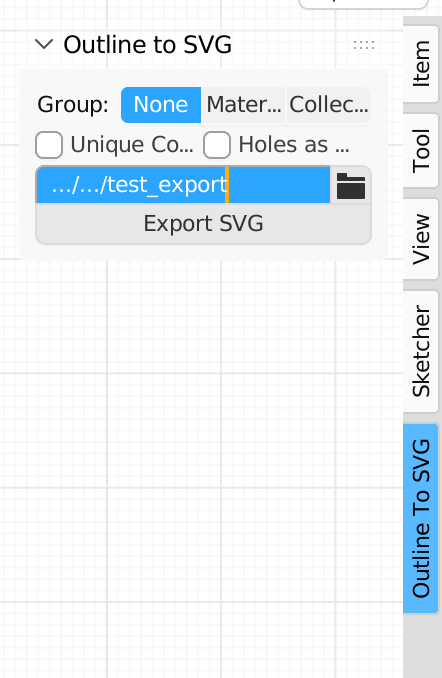 Outline to SVG
Group: None Mater... Collec...
Unique Co... Holes as ...
.../.../test_export
Export SVG
Item
Tool
View
Sketcher
Outline To SVG